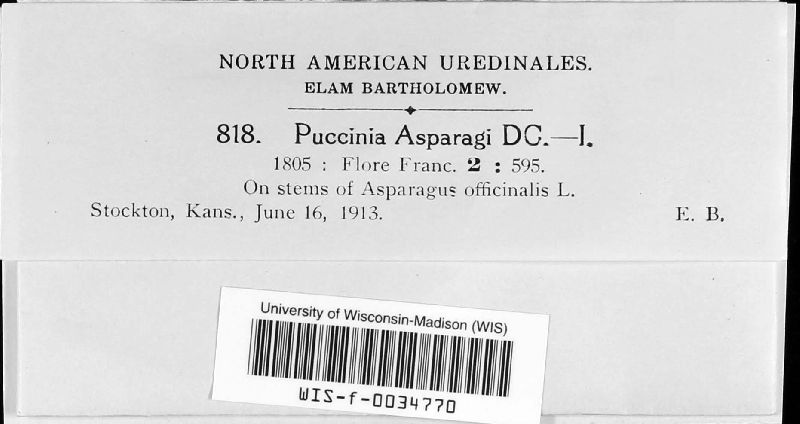 NORTH AMERICAN UREDINALES.
ELAM BARTHOLOMEW.
818. Puccinia Asparagi DC.—I.
1805 : Flore Franc. 2 : 595.
On stems of Asparagus officinalis L.
Stockton, Kans., June 16, 1913. E. B.
University of Wisconsin-Madison (WIS)
WIS-f-0034770